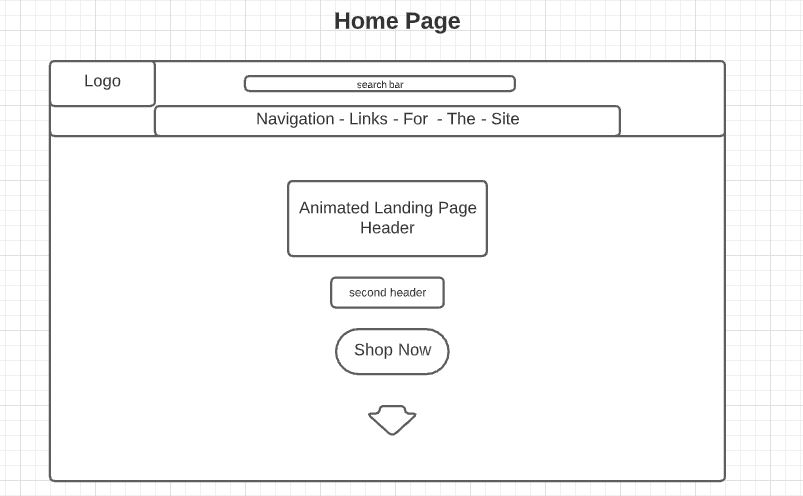 Home Page
Logo
search bar
Navigation - Links - For  - The - Site
Animated Landing Page
Header
second header
Shop Now